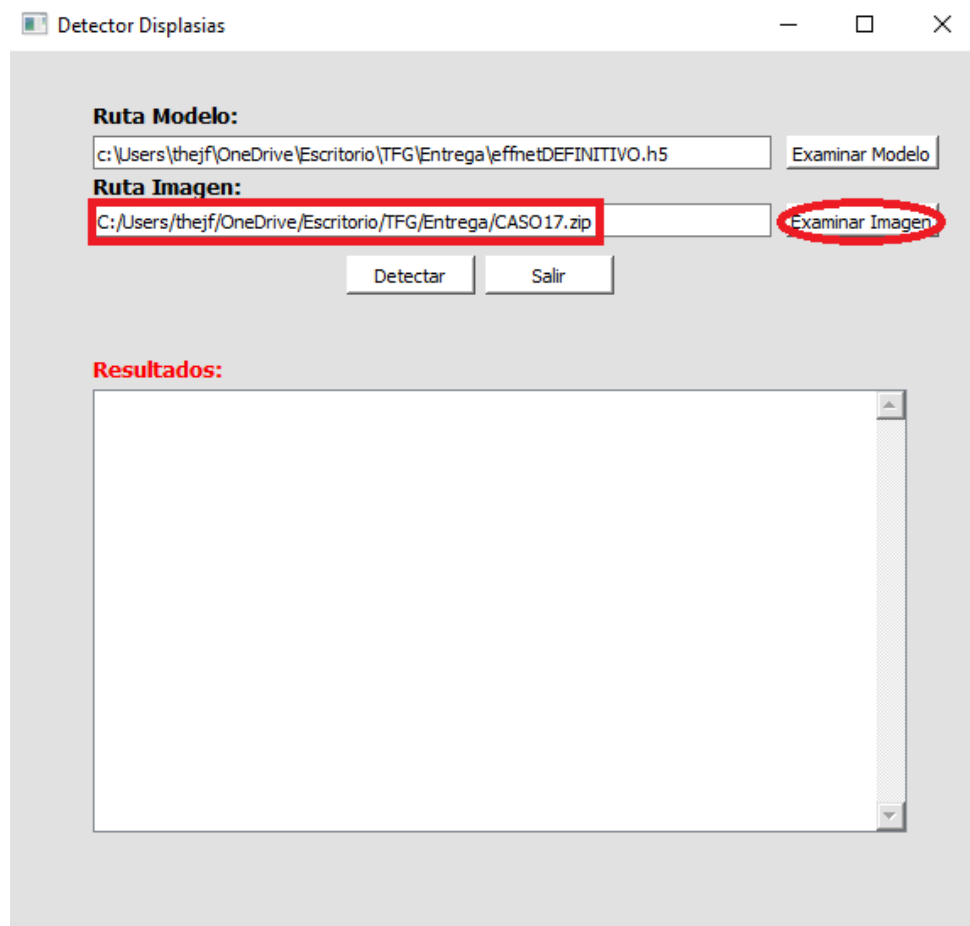 Detector Displasias
Ruta Modelo:
c:\Users\thejf\OneDrive\Escritorio\TFG\Entrega\effnetDEFINITIVO.h5 Examinar Modelo
Ruta Imagen:
C:/Users/thejf/OneDrive/Escritorio/TFG/Entrega/CASO17.zip Examinar Imagen
Detectar Salir
Resultados: